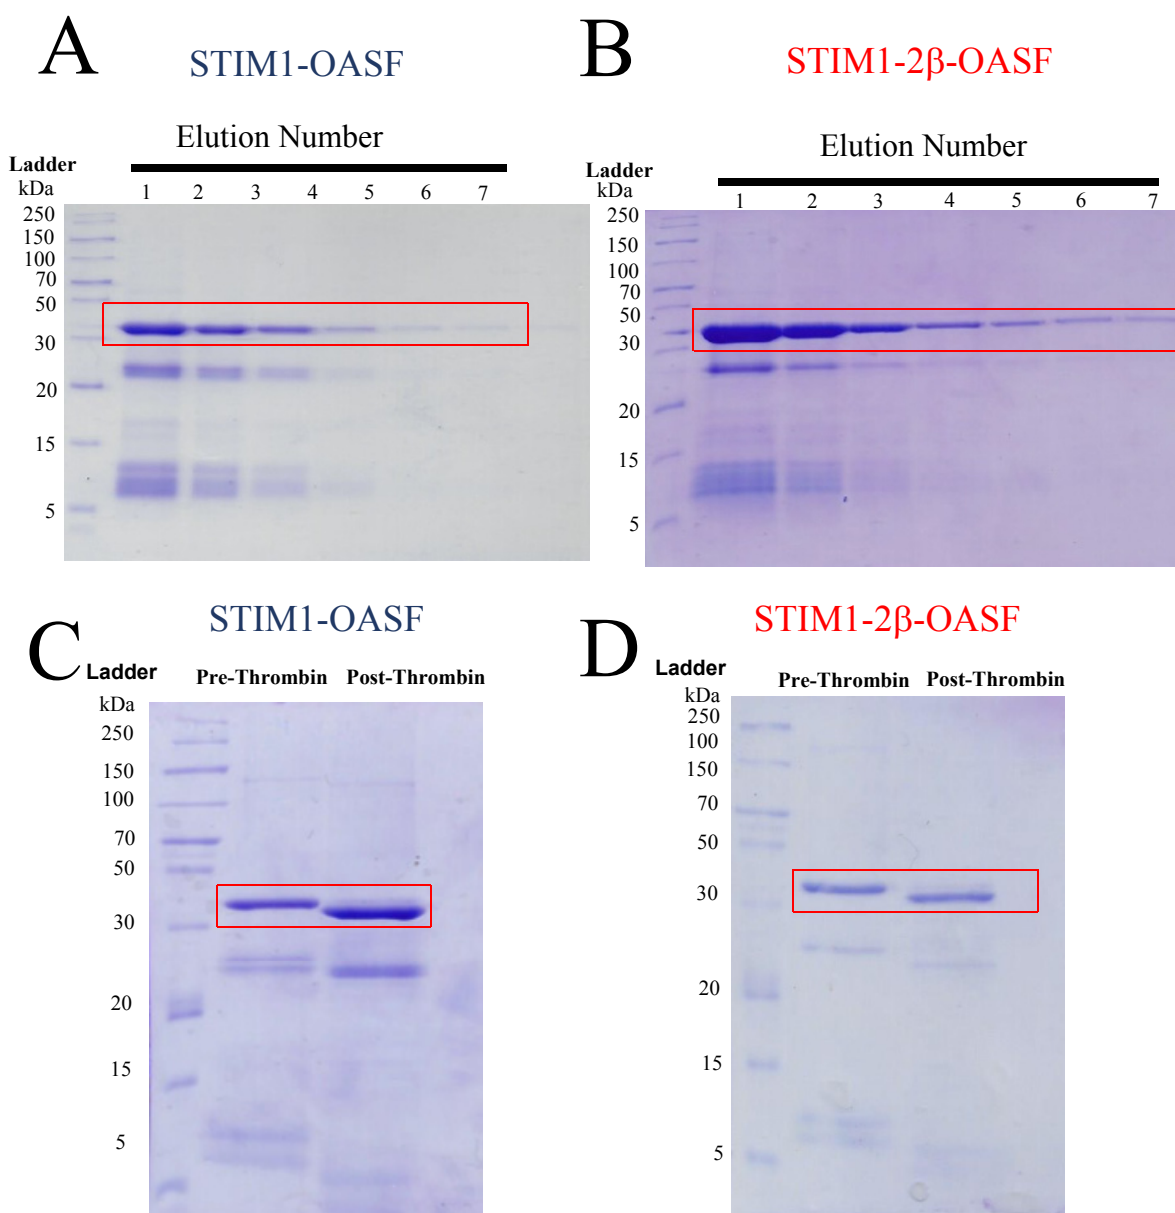 A
STIM1-OASF
Elution Number
Ladder
kDa
1 2 3 4 5 6 7
250
150
100
70
50
30
20
15
5
B
STIM1-2β-OASF
Elution Number
Ladder
kDa
1 2 3 4 5 6 7
250
150
100
70
50
30
20
15
5
C
STIM1-OASF
Ladder
kDa
Pre-Thrombin Post-Thrombin
250
150
100
70
50
30
20
15
5
D
STIM1-2β-OASF
Ladder
kDa
Pre-Thrombin Post-Thrombin
250
100
150
70
50
30
20
15
5